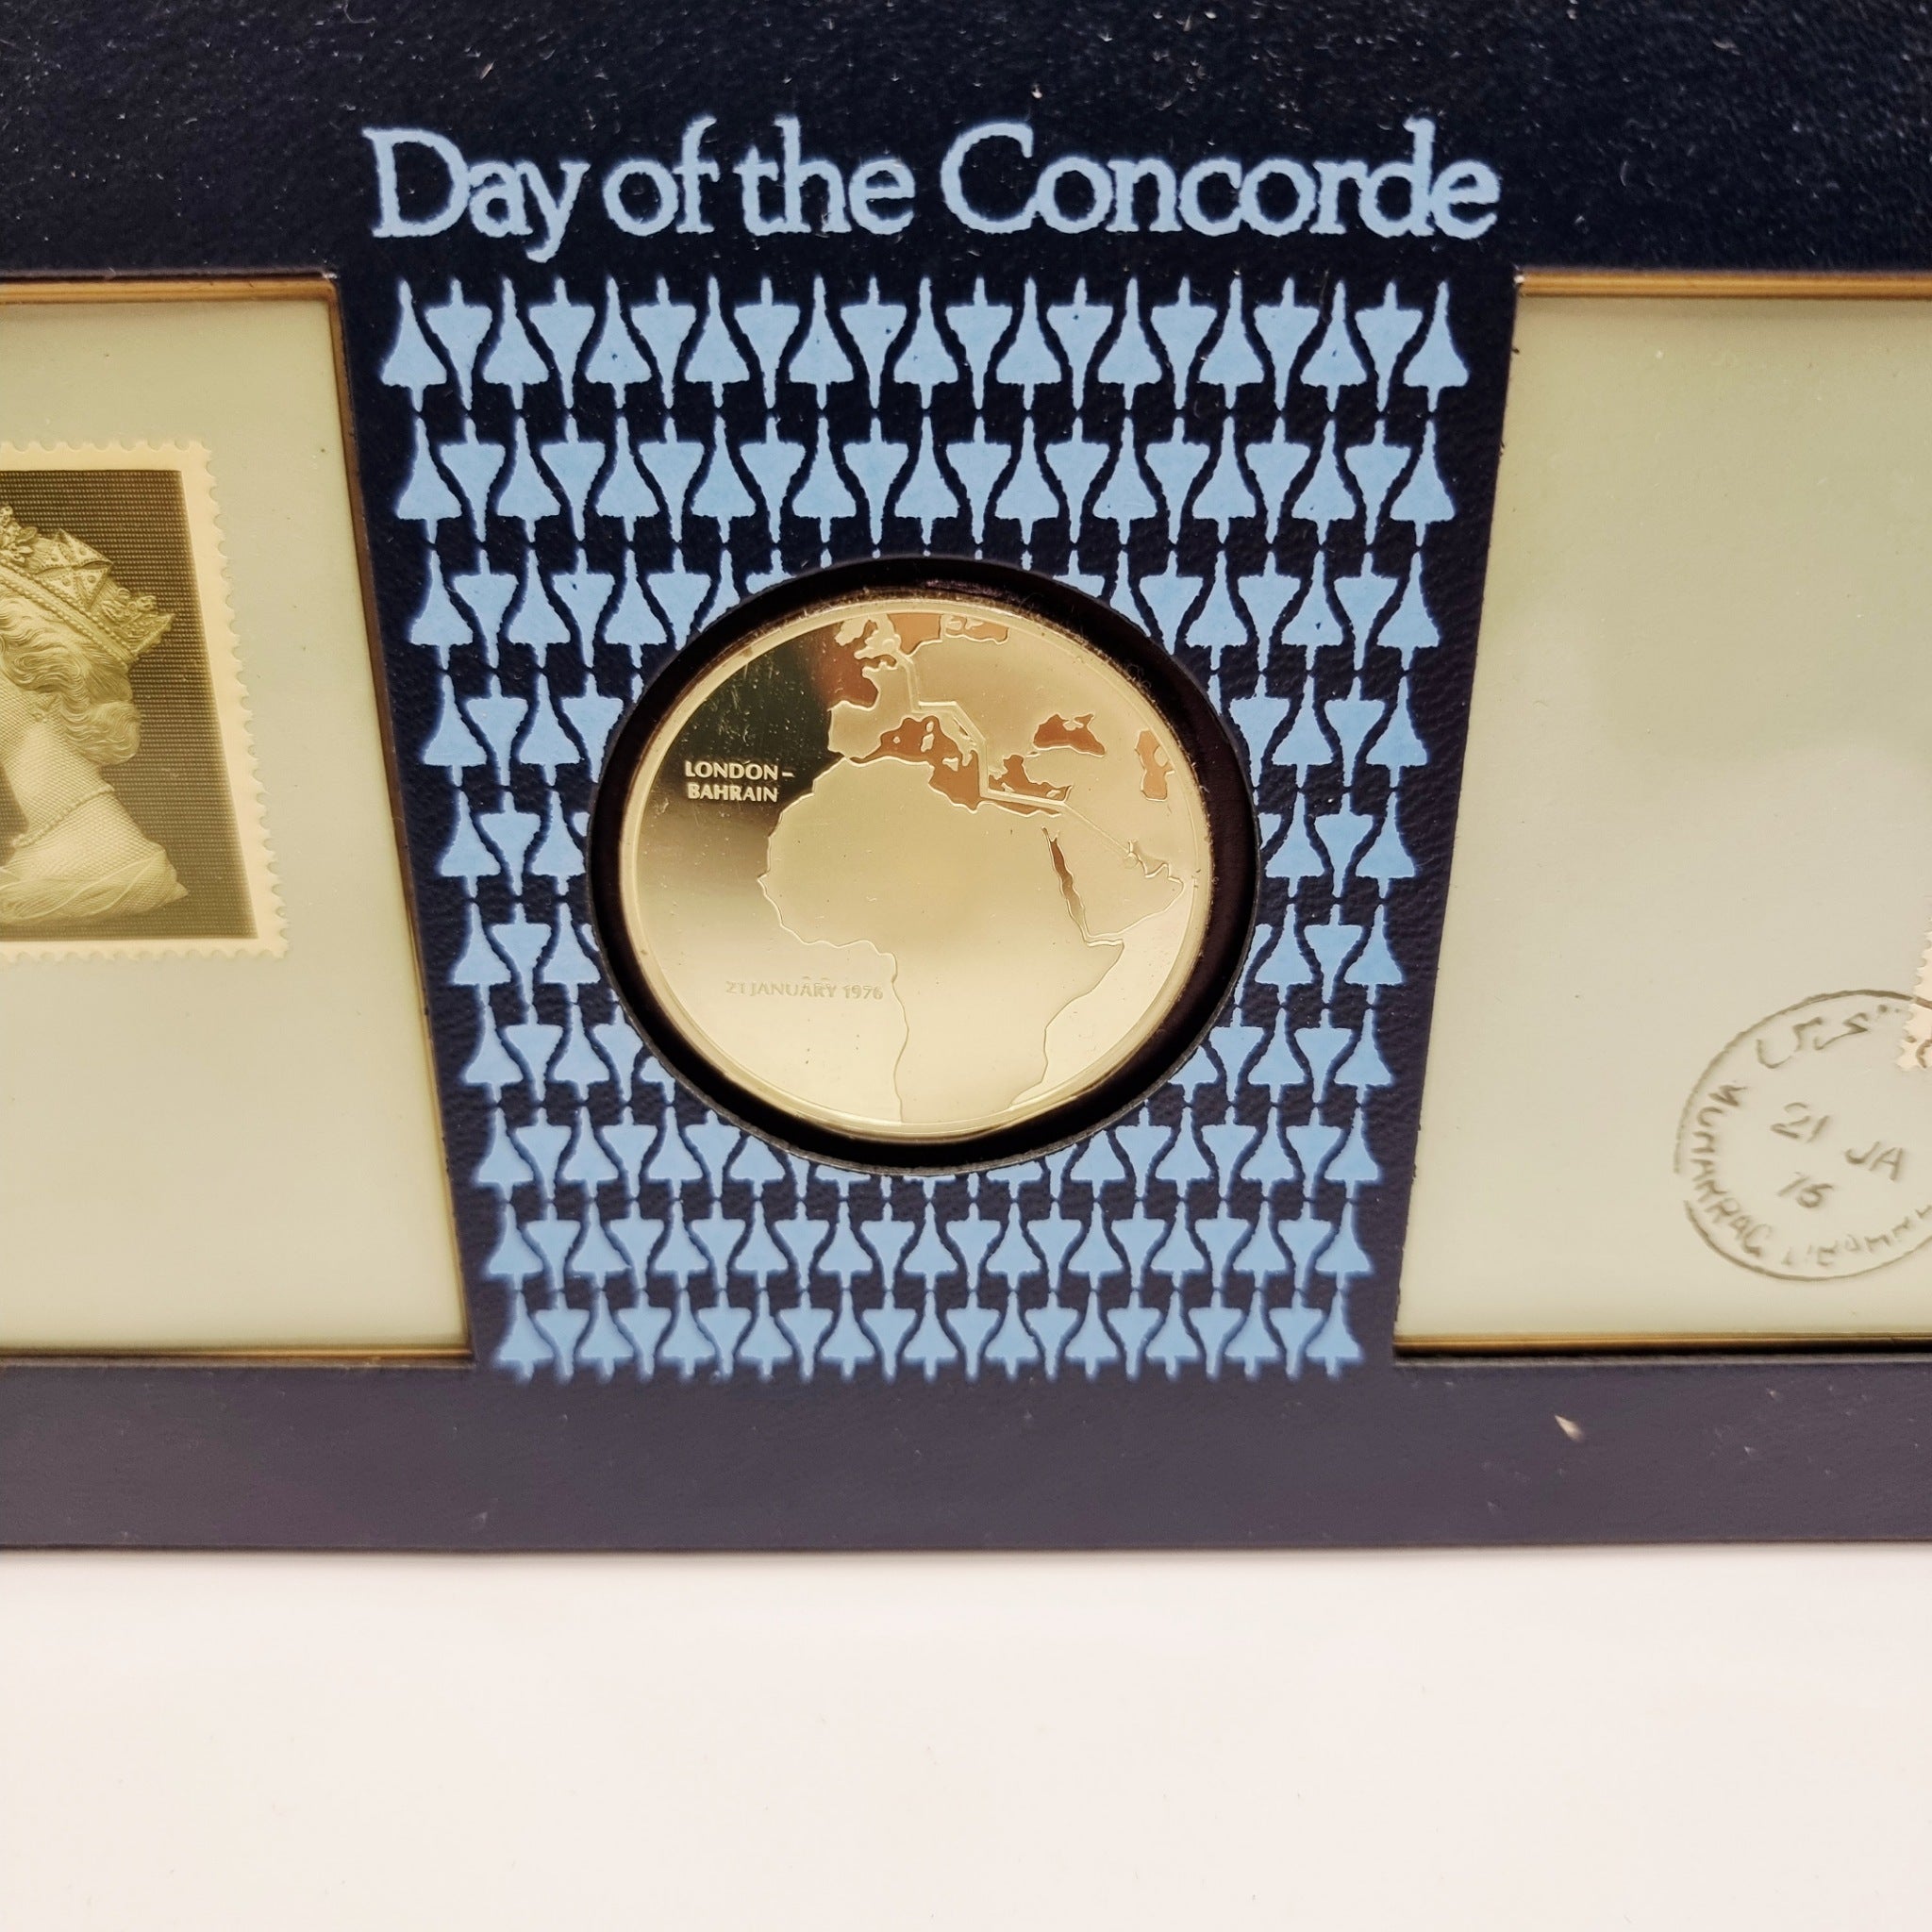 Day of the Concorde
LONDON–
BAHRAIN
21 JANUARY 1976
21 JA
76